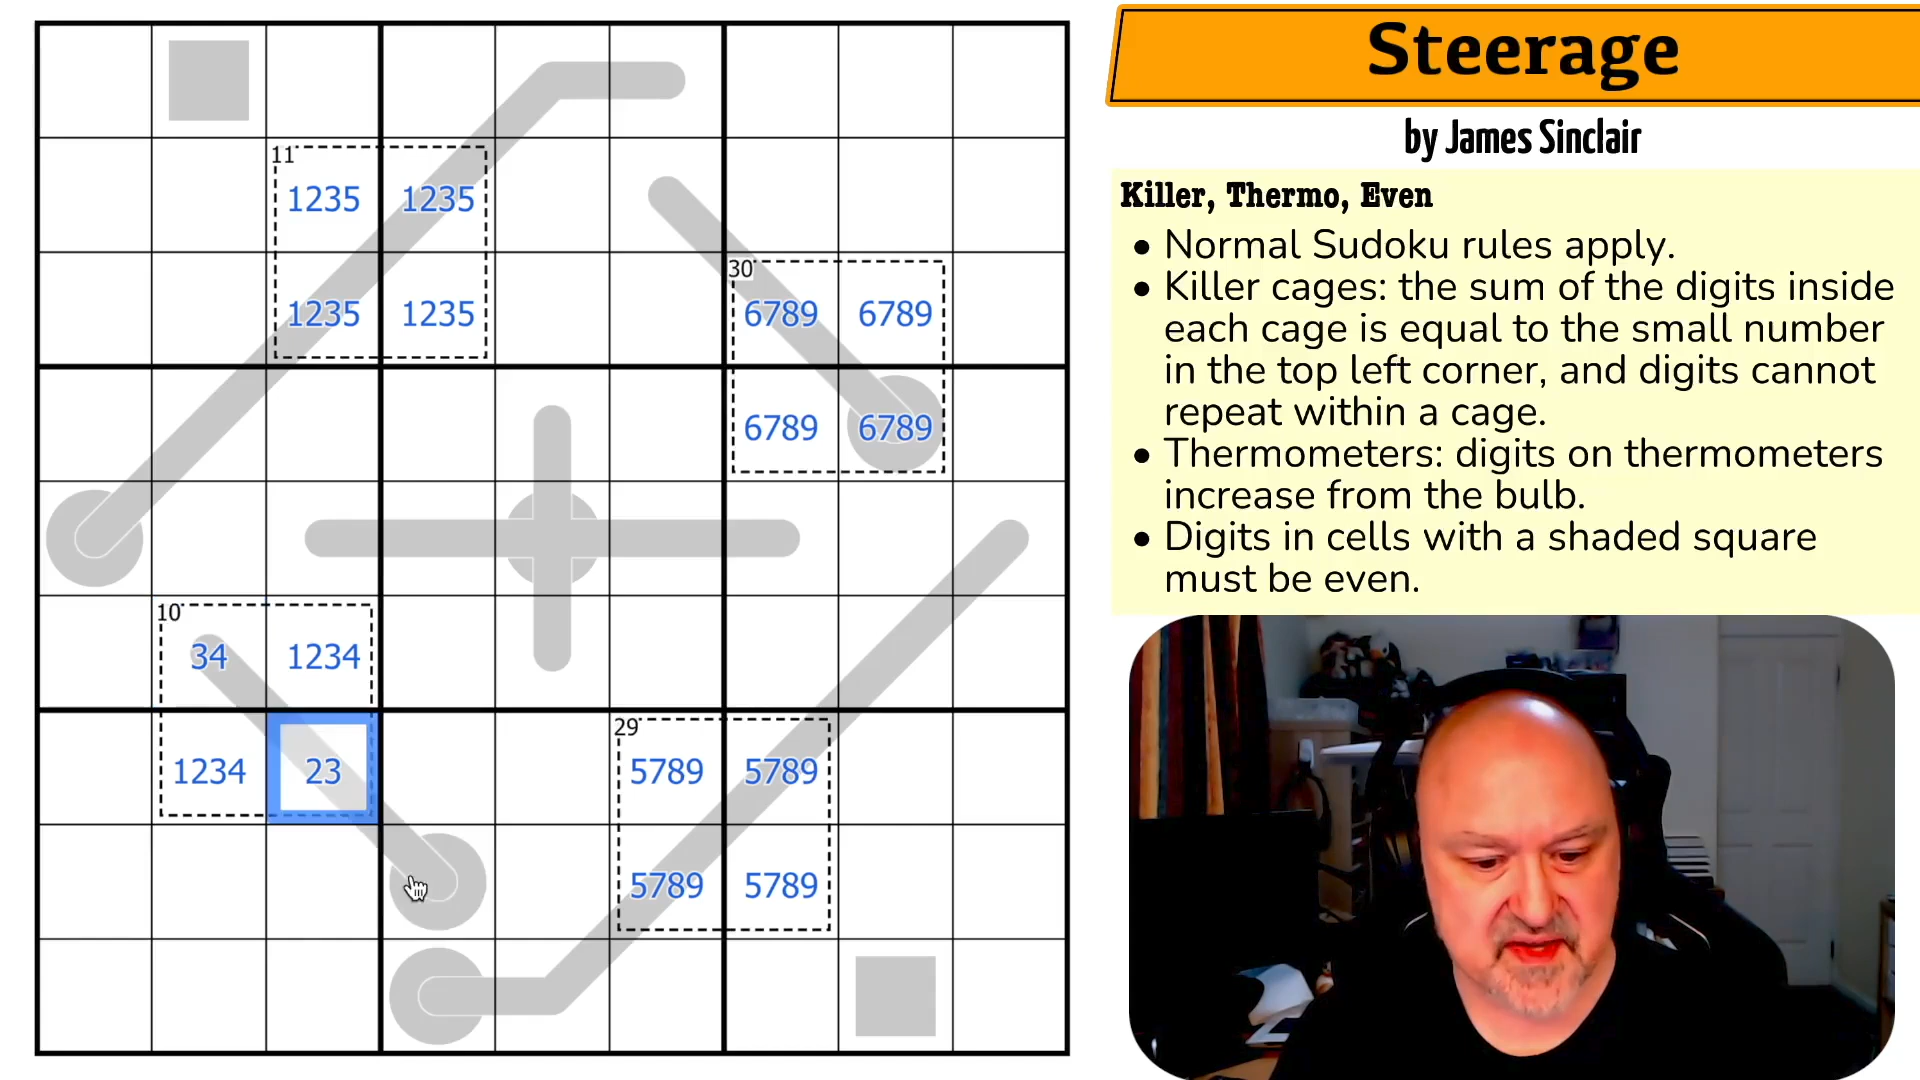 Steerage
by James Sinclair
Killer, Thermo, Even
• Normal Sudoku rules apply.
• Killer cages: the sum of the digits inside
each cage is equal to the small number
in the top left corner, and digits cannot
repeat within a cage.
• Thermometers: digits on thermometers
increase from the bulb.
• Digits in cells with a shaded square
must be even.
11
1235 1235
30
1235 1235 6789 6789
6789 6789
10
34 1234
29
1234 23 5789 5789
5789 5789